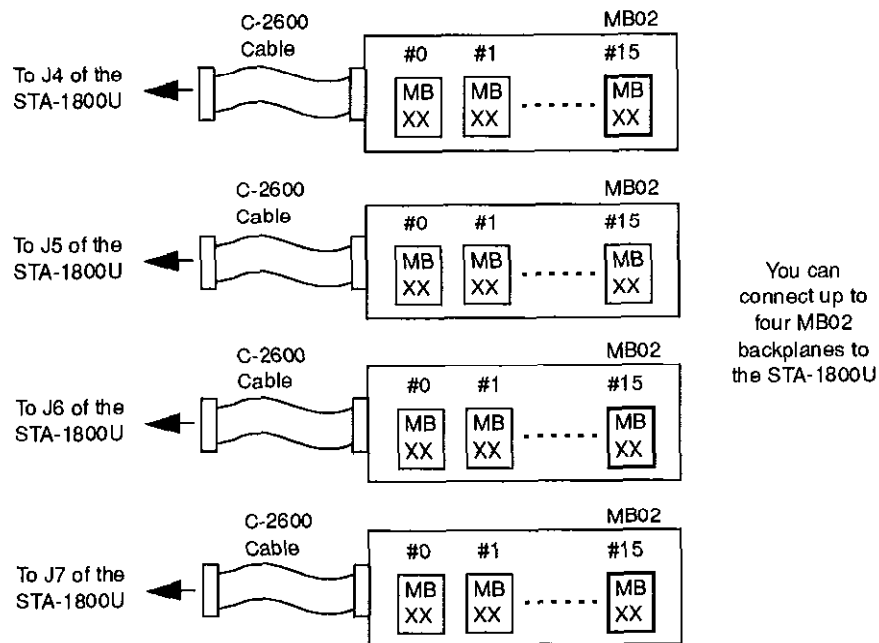 C-2600
Cable
MB02
#0 #1 #15
To J4 of the
STA-1800U
MB
XX
MB
XX
MB
XX
C-2600
Cable
MB02
#0 #1 #15
To J5 of the
STA-1800U
MB
XX
MB
XX
MB
XX
You can
connect up to
four MB02
backplanes to
the STA-1800U
C-2600
Cable
MB02
#0 #1 #15
To J6 of the
STA-1800U
MB
XX
MB
XX
MB
XX
C-2600
Cable
MB02
#0 #1 #15
To J7 of the
STA-1800U
MB
XX
MB
XX
MB
XX